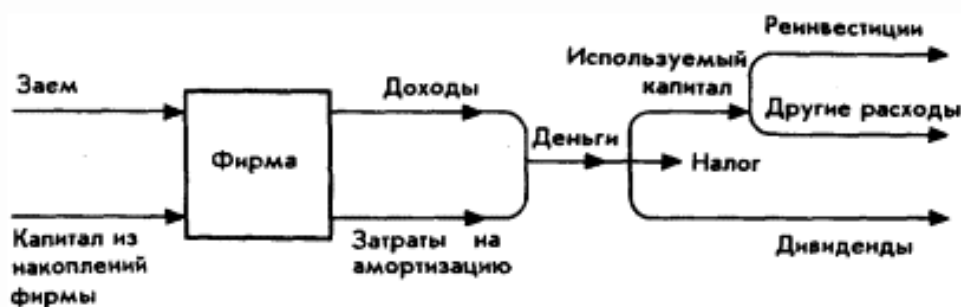 Заем
Капитал из
накоплений
фирмы
Фирма
Доходы
Затраты на
амортизацию
Деньги
Используемый
капитал
Налог
Реинвестиции
Другие расходы
Дивиденды